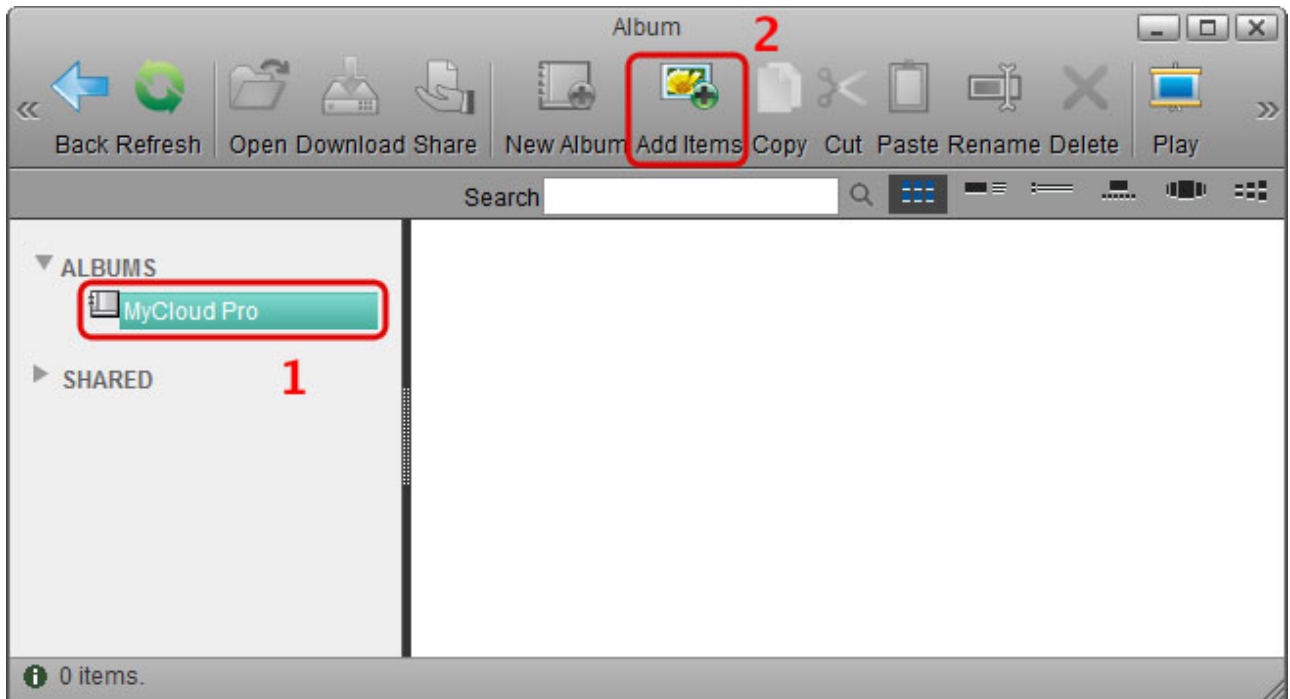 Album
2
« Back Refresh Open Download Share New Album Add Items Copy Cut Paste Rename Delete Play »
Search
ALBUMS
MyCloud Pro
SHARED
1
0 items.